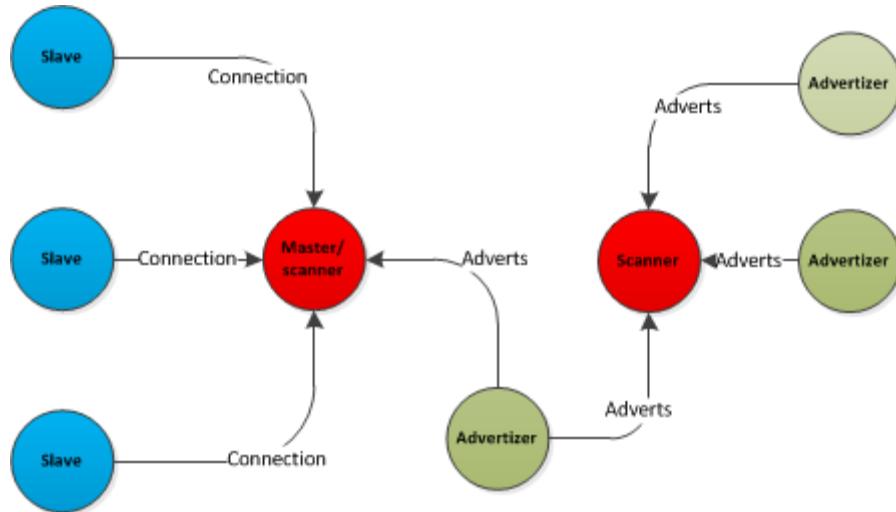 Slave
Connection
Advertizer
Adverts
Slave
Connection
Master/
scanner
Adverts
Scanner
Adverts
Advertizer
Slave
Connection
Advertizer
Adverts